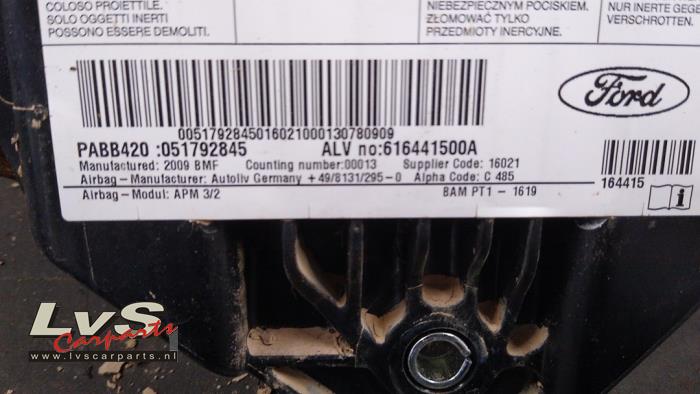 COLOSO PROIETTILE.
SOLO OGGETTI INERTI
POSSONO ESSERE DEMOLITI.
NIEBEZPIECZNYM POCISKIEM.
ZŁOMOWAĆ TYLKO
PRZEDMIOTY INERCYJNE.
NUR INERTE GEGE
VERSCHROTTEN.
00517928450160210001307​80909
PABB420 :051792845 ALV no:616441500A
Manufactured: 2009 BMF Counting number:00013 Supplier Code: 16021
Airbag - Manufacturer: Autoliv Germany +49/8131/295-0 Alpha Code: C 485
Airbag-Modul: APM 3/2 BAM PT1 - 1619
Ford
164415
i
LvS
Carparts
www.lvscarparts.nl